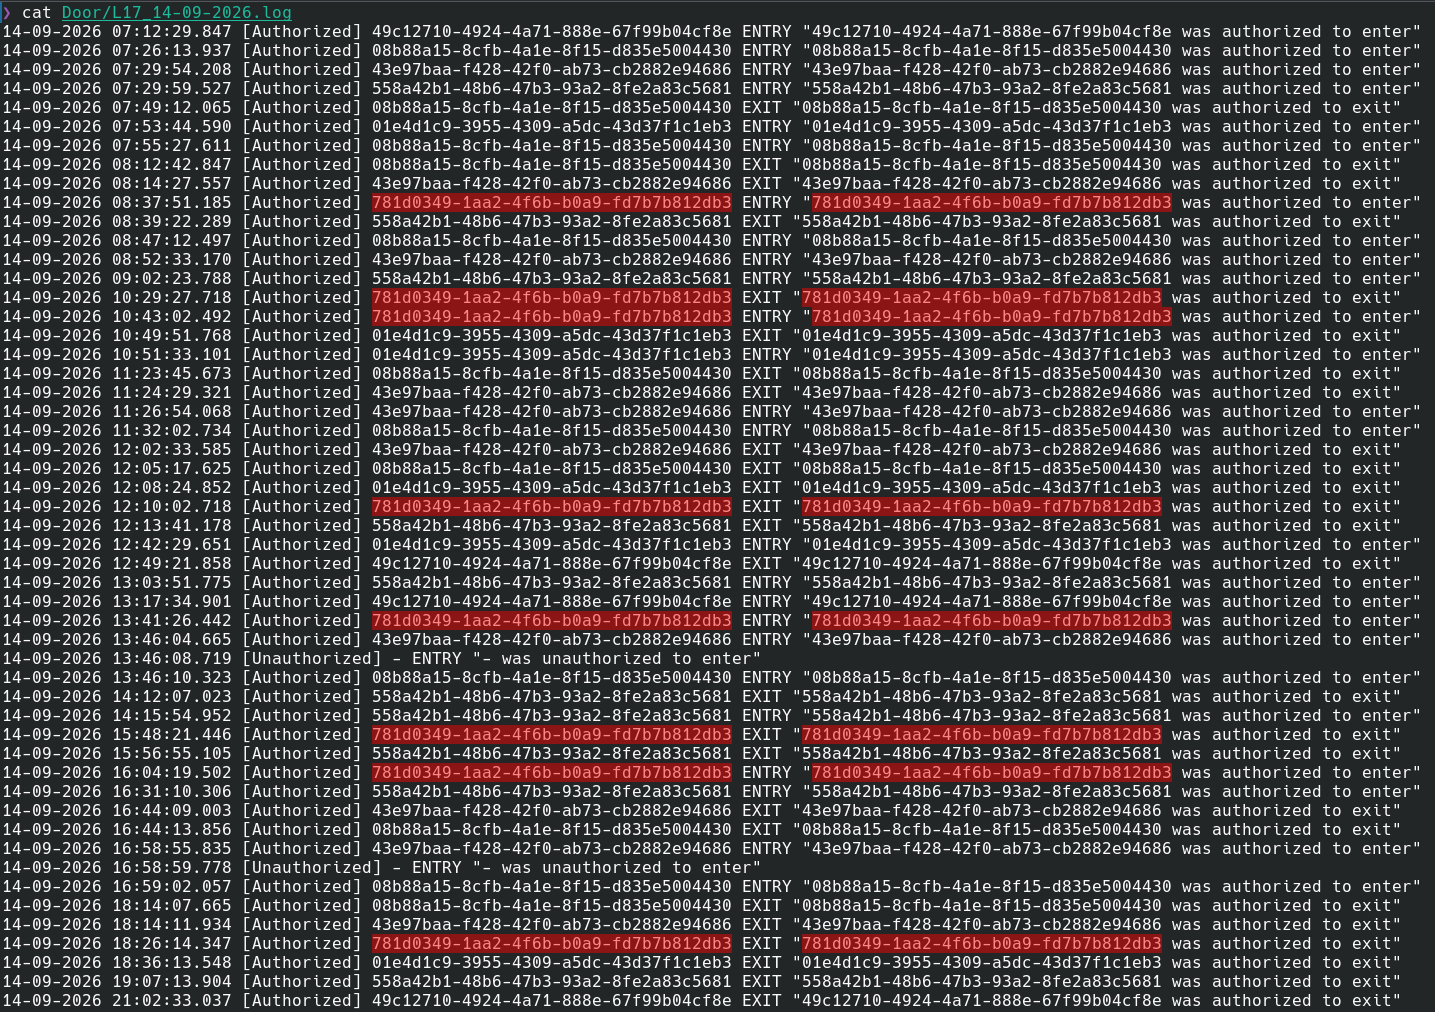 ❯ cat Door/L17_14-09-2026.log
14-09-2026 07:12:29.847 [Authorized] 49c12710-4924-4a71-888e-67f99b04cf8e ENTRY "49c12710-4924-4a71-888e-67f99b04cf8e was authorized to enter"
14-09-2026 07:26:13.937 [Authorized] 08b88a15-8cfb-4a1e-8f15-d835e5004430 ENTRY "08b88a15-8cfb-4a1e-8f15-d835e5004430 was authorized to enter"
14-09-2026 07:29:54.208 [Authorized] 43e97baa-f428-42f0-ab73-cb2882e94686 ENTRY "43e97baa-f428-42f0-ab73-cb2882e94686 was authorized to enter"
14-09-2026 07:29:59.527 [Authorized] 558a42b1-48b6-47b3-93a2-8fe2a83c5681 ENTRY "558a42b1-48b6-47b3-93a2-8fe2a83c5681 was authorized to enter"
14-09-2026 07:49:12.065 [Authorized] 08b88a15-8cfb-4a1e-8f15-d835e5004430 EXIT "08b88a15-8cfb-4a1e-8f15-d835e5004430 was authorized to exit"
14-09-2026 07:53:44.590 [Authorized] 01e4d1c9-3955-4309-a5dc-43d37f1c1eb3 ENTRY "01e4d1c9-3955-4309-a5dc-43d37f1c1eb3 was authorized to enter"
14-09-2026 07:55:27.611 [Authorized] 08b88a15-8cfb-4a1e-8f15-d835e5004430 ENTRY "08b88a15-8cfb-4a1e-8f15-d835e5004430 was authorized to enter"
14-09-2026 08:12:42.847 [Authorized] 08b88a15-8cfb-4a1e-8f15-d835e5004430 EXIT "08b88a15-8cfb-4a1e-8f15-d835e5004430 was authorized to exit"
14-09-2026 08:14:27.557 [Authorized] 43e97baa-f428-42f0-ab73-cb2882e94686 EXIT "43e97baa-f428-42f0-ab73-cb2882e94686 was authorized to exit"
14-09-2026 08:37:51.185 [Authorized] 781d0349-1aa2-4f6b-b0a9-fd7b7b812db3 ENTRY "781d0349-1aa2-4f6b-b0a9-fd7b7b812db3 was authorized to enter"
14-09-2026 08:39:22.289 [Authorized] 558a42b1-48b6-47b3-93a2-8fe2a83c5681 EXIT "558a42b1-48b6-47b3-93a2-8fe2a83c5681 was authorized to exit"
14-09-2026 08:47:12.497 [Authorized] 08b88a15-8cfb-4a1e-8f15-d835e5004430 ENTRY "08b88a15-8cfb-4a1e-8f15-d835e5004430 was authorized to enter"
14-09-2026 08:52:33.170 [Authorized] 43e97baa-f428-42f0-ab73-cb2882e94686 ENTRY "43e97baa-f428-42f0-ab73-cb2882e94686 was authorized to enter"
14-09-2026 09:02:23.788 [Authorized] 558a42b1-48b6-47b3-93a2-8fe2a83c5681 ENTRY "558a42b1-48b6-47b3-93a2-8fe2a83c5681 was authorized to enter"
14-09-2026 10:29:27.718 [Authorized] 781d0349-1aa2-4f6b-b0a9-fd7b7b812db3 EXIT "781d0349-1aa2-4f6b-b0a9-fd7b7b812db3 was authorized to exit"
14-09-2026 10:43:02.492 [Authorized] 781d0349-1aa2-4f6b-b0a9-fd7b7b812db3 ENTRY "781d0349-1aa2-4f6b-b0a9-fd7b7b812db3 was authorized to enter"
14-09-2026 10:49:51.768 [Authorized] 01e4d1c9-3955-4309-a5dc-43d37f1c1eb3 EXIT "01e4d1c9-3955-4309-a5dc-43d37f1c1eb3 was authorized to exit"
14-09-2026 10:51:33.101 [Authorized] 01e4d1c9-3955-4309-a5dc-43d37f1c1eb3 ENTRY "01e4d1c9-3955-4309-a5dc-43d37f1c1eb3 was authorized to enter"
14-09-2026 11:23:45.673 [Authorized] 08b88a15-8cfb-4a1e-8f15-d835e5004430 EXIT "08b88a15-8cfb-4a1e-8f15-d835e5004430 was authorized to exit"
14-09-2026 11:24:29.321 [Authorized] 43e97baa-f428-42f0-ab73-cb2882e94686 EXIT "43e97baa-f428-42f0-ab73-cb2882e94686 was authorized to exit"
14-09-2026 11:26:54.068 [Authorized] 43e97baa-f428-42f0-ab73-cb2882e94686 ENTRY "43e97baa-f428-42f0-ab73-cb2882e94686 was authorized to enter"
14-09-2026 11:32:02.734 [Authorized] 08b88a15-8cfb-4a1e-8f15-d835e5004430 ENTRY "08b88a15-8cfb-4a1e-8f15-d835e5004430 was authorized to enter"
14-09-2026 12:02:33.585 [Authorized] 43e97baa-f428-42f0-ab73-cb2882e94686 EXIT "43e97baa-f428-42f0-ab73-cb2882e94686 was authorized to exit"
14-09-2026 12:05:17.625 [Authorized] 08b88a15-8cfb-4a1e-8f15-d835e5004430 EXIT "08b88a15-8cfb-4a1e-8f15-d835e5004430 was authorized to exit"
14-09-2026 12:08:24.852 [Authorized] 01e4d1c9-3955-4309-a5dc-43d37f1c1eb3 EXIT "01e4d1c9-3955-4309-a5dc-43d37f1c1eb3 was authorized to exit"
14-09-2026 12:10:02.718 [Authorized] 781d0349-1aa2-4f6b-b0a9-fd7b7b812db3 EXIT "781d0349-1aa2-4f6b-b0a9-fd7b7b812db3 was authorized to exit"
14-09-2026 12:13:41.178 [Authorized] 558a42b1-48b6-47b3-93a2-8fe2a83c5681 EXIT "558a42b1-48b6-47b3-93a2-8fe2a83c5681 was authorized to exit"
14-09-2026 12:42:29.651 [Authorized] 01e4d1c9-3955-4309-a5dc-43d37f1c1eb3 ENTRY "01e4d1c9-3955-4309-a5dc-43d37f1c1eb3 was authorized to enter"
14-09-2026 12:49:21.858 [Authorized] 49c12710-4924-4a71-888e-67f99b04cf8e EXIT "49c12710-4924-4a71-888e-67f99b04cf8e was authorized to exit"
14-09-2026 13:03:51.775 [Authorized] 558a42b1-48b6-47b3-93a2-8fe2a83c5681 ENTRY "558a42b1-48b6-47b3-93a2-8fe2a83c5681 was authorized to enter"
14-09-2026 13:17:34.901 [Authorized] 49c12710-4924-4a71-888e-67f99b04cf8e ENTRY "49c12710-4924-4a71-888e-67f99b04cf8e was authorized to enter"
14-09-2026 13:41:26.442 [Authorized] 781d0349-1aa2-4f6b-b0a9-fd7b7b812db3 ENTRY "781d0349-1aa2-4f6b-b0a9-fd7b7b812db3 was authorized to enter"
14-09-2026 13:46:04.665 [Authorized] 43e97baa-f428-42f0-ab73-cb2882e94686 ENTRY "43e97baa-f428-42f0-ab73-cb2882e94686 was authorized to enter"
14-09-2026 13:46:08.719 [Unauthorized] - ENTRY "- was unauthorized to enter"
14-09-2026 13:46:10.323 [Authorized] 08b88a15-8cfb-4a1e-8f15-d835e5004430 ENTRY "08b88a15-8cfb-4a1e-8f15-d835e5004430 was authorized to enter"
14-09-2026 14:12:07.023 [Authorized] 558a42b1-48b6-47b3-93a2-8fe2a83c5681 EXIT "558a42b1-48b6-47b3-93a2-8fe2a83c5681 was authorized to exit"
14-09-2026 14:15:54.952 [Authorized] 558a42b1-48b6-47b3-93a2-8fe2a83c5681 ENTRY "558a42b1-48b6-47b3-93a2-8fe2a83c5681 was authorized to enter"
14-09-2026 15:48:21.446 [Authorized] 781d0349-1aa2-4f6b-b0a9-fd7b7b812db3 EXIT "781d0349-1aa2-4f6b-b0a9-fd7b7b812db3 was authorized to exit"
14-09-2026 15:56:55.105 [Authorized] 558a42b1-48b6-47b3-93a2-8fe2a83c5681 EXIT "558a42b1-48b6-47b3-93a2-8fe2a83c5681 was authorized to exit"
14-09-2026 16:04:19.502 [Authorized] 781d0349-1aa2-4f6b-b0a9-fd7b7b812db3 ENTRY "781d0349-1aa2-4f6b-b0a9-fd7b7b812db3 was authorized to enter"
14-09-2026 16:31:10.306 [Authorized] 558a42b1-48b6-47b3-93a2-8fe2a83c5681 ENTRY "558a42b1-48b6-47b3-93a2-8fe2a83c5681 was authorized to enter"
14-09-2026 16:44:09.003 [Authorized] 43e97baa-f428-42f0-ab73-cb2882e94686 EXIT "43e97baa-f428-42f0-ab73-cb2882e94686 was authorized to exit"
14-09-2026 16:44:13.856 [Authorized] 08b88a15-8cfb-4a1e-8f15-d835e5004430 EXIT "08b88a15-8cfb-4a1e-8f15-d835e5004430 was authorized to exit"
14-09-2026 16:58:55.835 [Authorized] 43e97baa-f428-42f0-ab73-cb2882e94686 ENTRY "43e97baa-f428-42f0-ab73-cb2882e94686 was authorized to enter"
14-09-2026 16:58:59.778 [Unauthorized] - ENTRY "- was unauthorized to enter"
14-09-2026 16:59:02.057 [Authorized] 08b88a15-8cfb-4a1e-8f15-d835e5004430 ENTRY "08b88a15-8cfb-4a1e-8f15-d835e5004430 was authorized to enter"
14-09-2026 18:14:07.665 [Authorized] 08b88a15-8cfb-4a1e-8f15-d835e5004430 EXIT "08b88a15-8cfb-4a1e-8f15-d835e5004430 was authorized to exit"
14-09-2026 18:14:11.934 [Authorized] 43e97baa-f428-42f0-ab73-cb2882e94686 EXIT "43e97baa-f428-42f0-ab73-cb2882e94686 was authorized to exit"
14-09-2026 18:26:14.347 [Authorized] 781d0349-1aa2-4f6b-b0a9-fd7b7b812db3 EXIT "781d0349-1aa2-4f6b-b0a9-fd7b7b812db3 was authorized to exit"
14-09-2026 18:36:13.548 [Authorized] 01e4d1c9-3955-4309-a5dc-43d37f1c1eb3 EXIT "01e4d1c9-3955-4309-a5dc-43d37f1c1eb3 was authorized to exit"
14-09-2026 19:07:13.904 [Authorized] 558a42b1-48b6-47b3-93a2-8fe2a83c5681 EXIT "558a42b1-48b6-47b3-93a2-8fe2a83c5681 was authorized to exit"
14-09-2026 21:02:33.037 [Authorized] 49c12710-4924-4a71-888e-67f99b04cf8e EXIT "49c12710-4924-4a71-888e-67f99b04cf8e was authorized to exit"